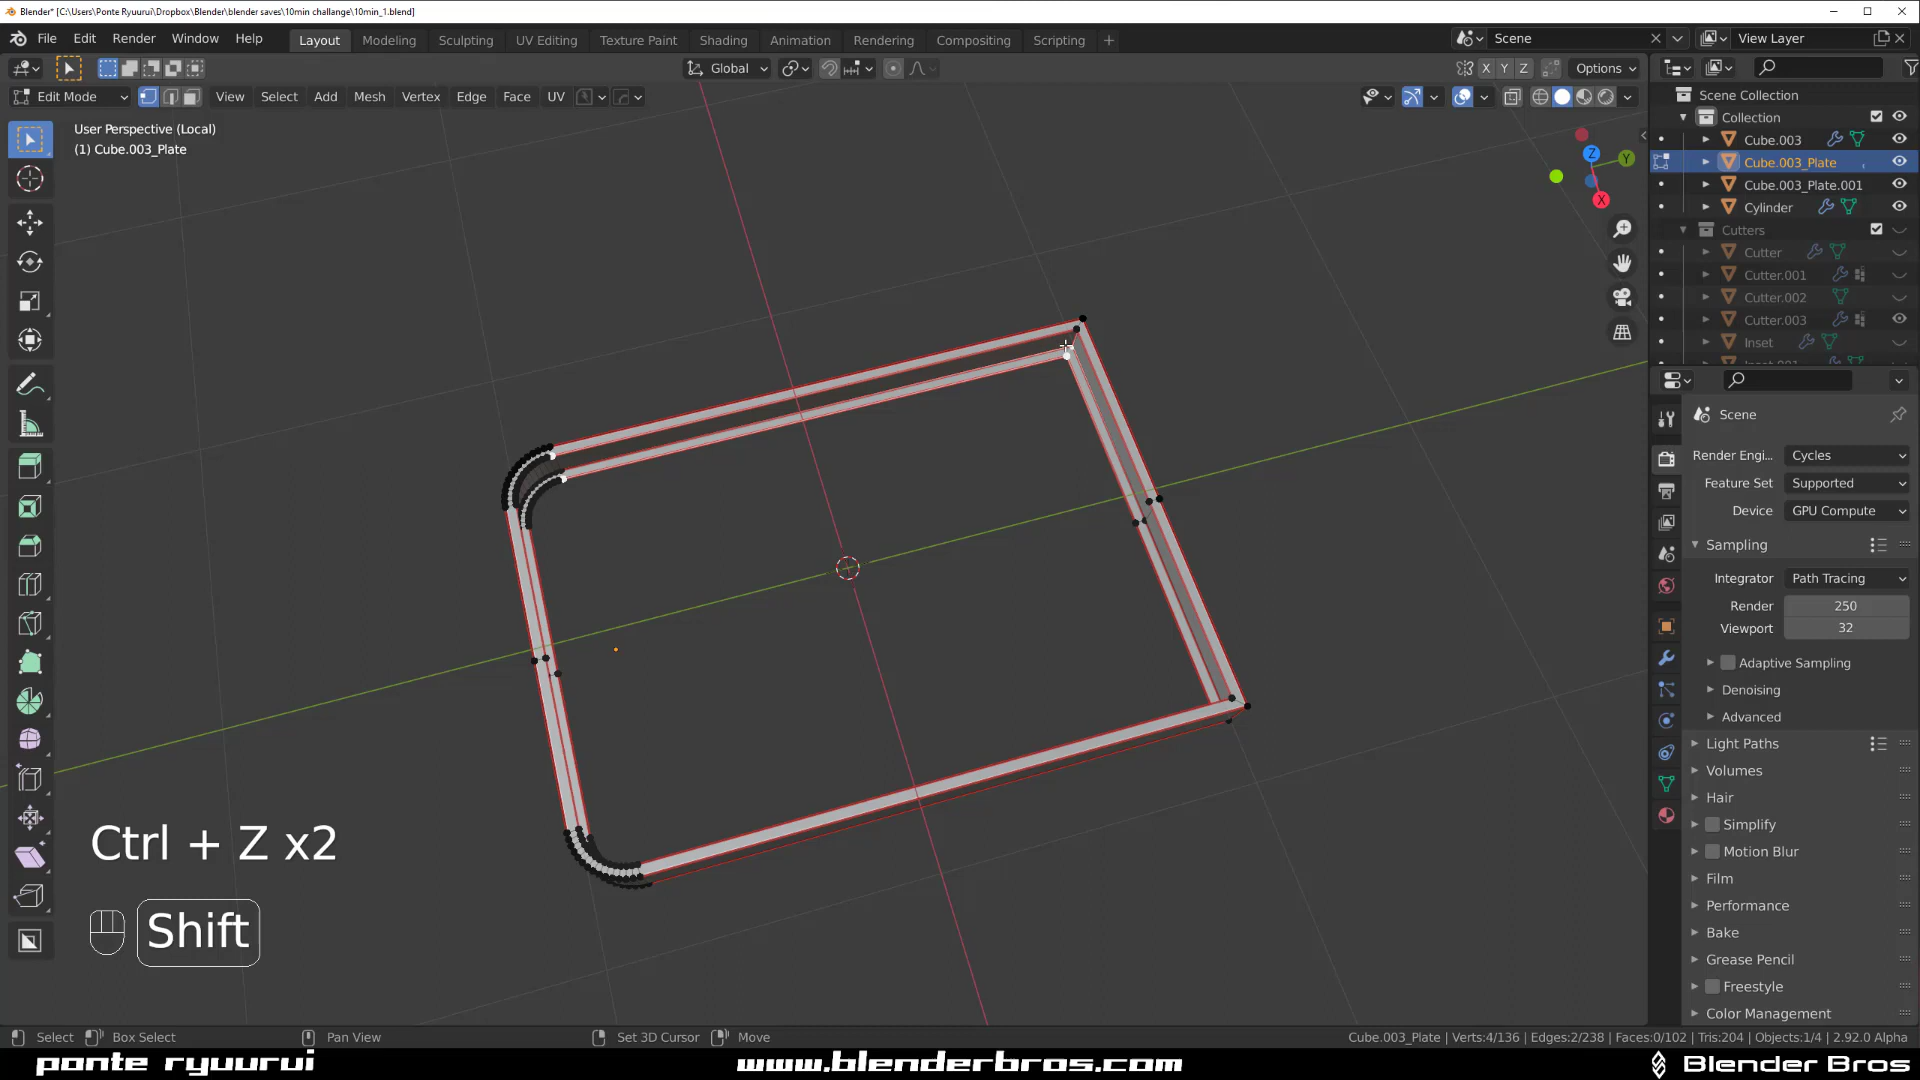 Blender* [C:\Users\Ponte Ryuurui\Dropbox\Blender\blender saves\10min challange\10min_1.blend]
File Edit Render Window Help Layout Modeling Sculpting UV Editing Texture Paint Shading Animation Rendering Compositing Scripting + Scene View Layer
Global X Y Z Options
Edit Mode View Select Add Mesh Vertex Edge Face UV
User Perspective (Local)
(1) Cube.003_Plate
Z
Y
X
Scene Collection
Collection
Cube.003
Cube.003_Plate
Cube.003_Plate.001
Cylinder
Cutters
Cutter
Cutter.001
Cutter.002
Cutter.003
Inset
Scene
Render Engi... Cycles
Feature Set Supported
Device GPU Compute
Sampling
Integrator Path Tracing
Render 250
Viewport 32
Adaptive Sampling
Denoising
Advanced
Light Paths
Volumes
Hair
Simplify
Motion Blur
Film
Performance
Bake
Grease Pencil
Freestyle
Color Management
Ctrl + Z x2
Shift
Select Box Select Pan View Set 3D Cursor Move Cube.003_Plate | Verts:4/136 | Edges:2/238 | Faces:0/102 | Tris:204 | Objects:1/4 | 2.92.0 Alpha
ponte ryuurui www.blenderbros.com Blender Bros